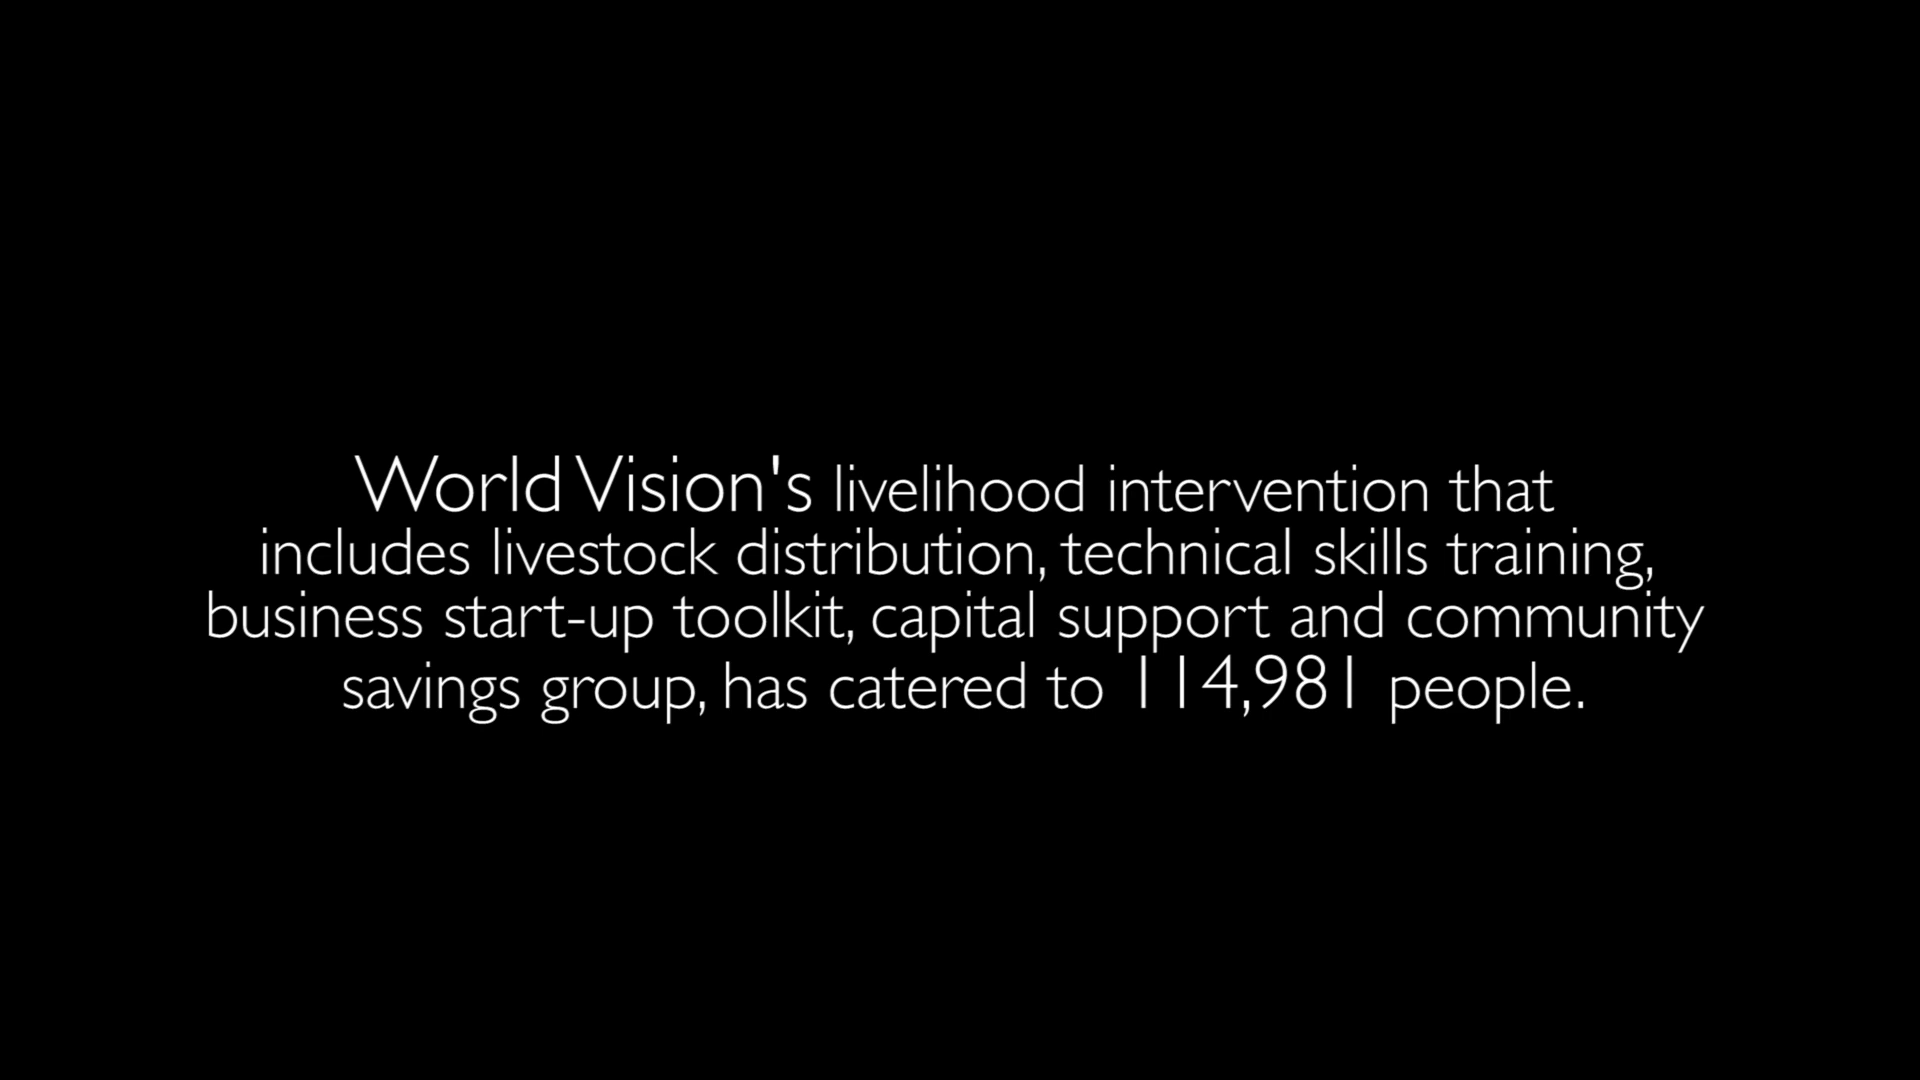 World Vision's livelihood intervention that
includes livestock distribution, technical skills training,
business start-up toolkit, capital support and community
savings group, has catered to 114,981 people.